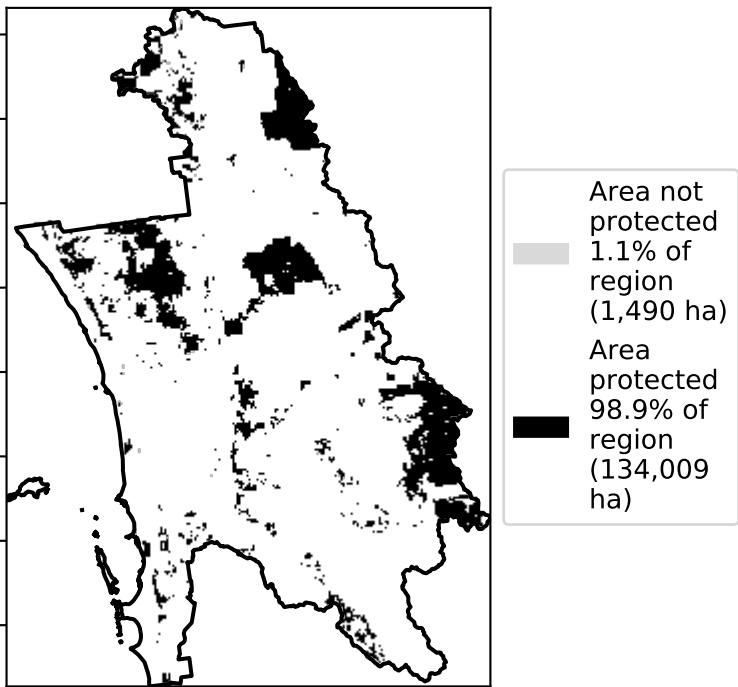 Area not
protected
1.1% of
region
(1,490 ha)
Area
protected
98.9% of
region
(134,009
ha)